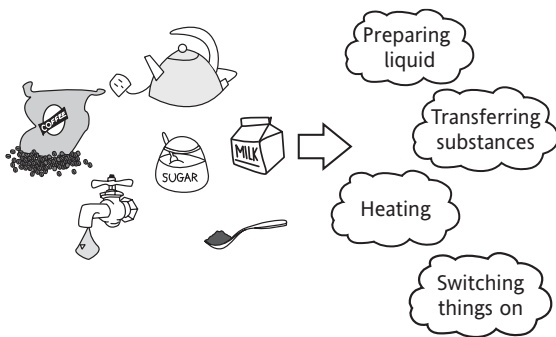 Preparing
liquid
Transferring
substances
COFFEE
MILK
SUGAR
Heating
Switching
things on